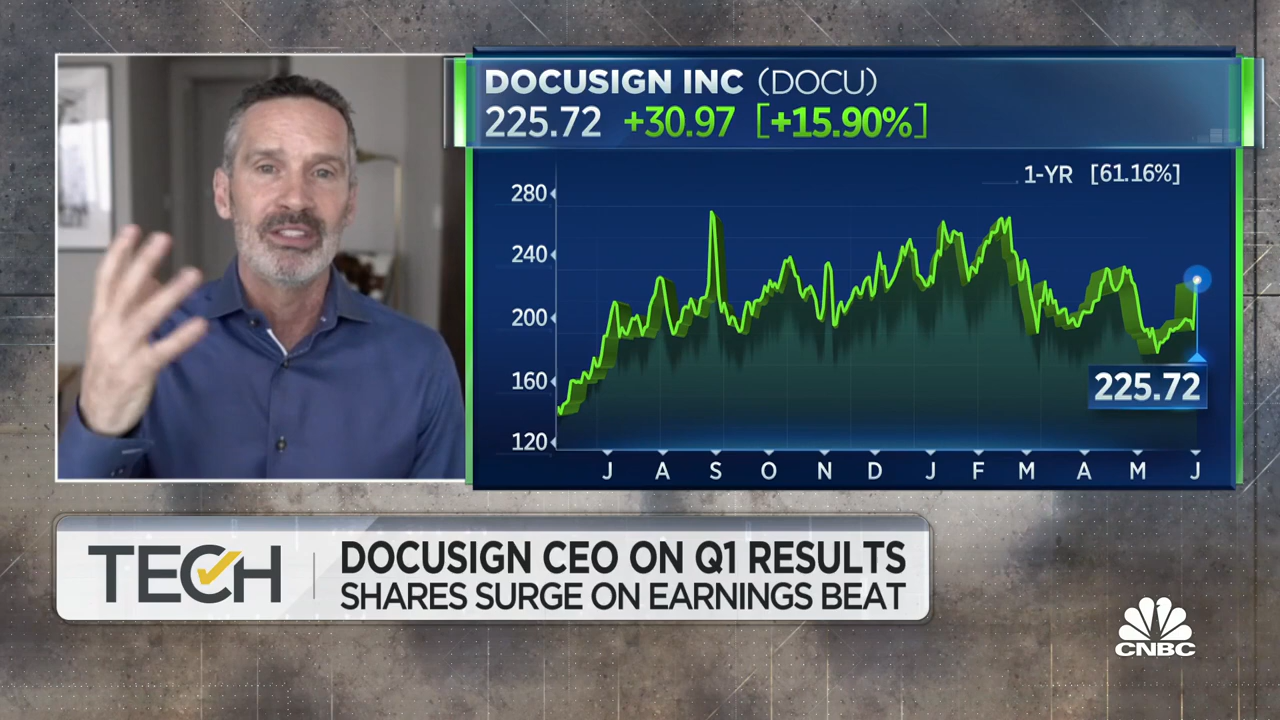 DOCUSIGN INC (DOCU)
225.72 +30.97 [+15.90%]
1-YR [61.16%]
280
240
200
160
120
225.72
J A S O N D J F M A M J
TECH
DOCUSIGN CEO ON Q1 RESULTS
SHARES SURGE ON EARNINGS BEAT
CNBC